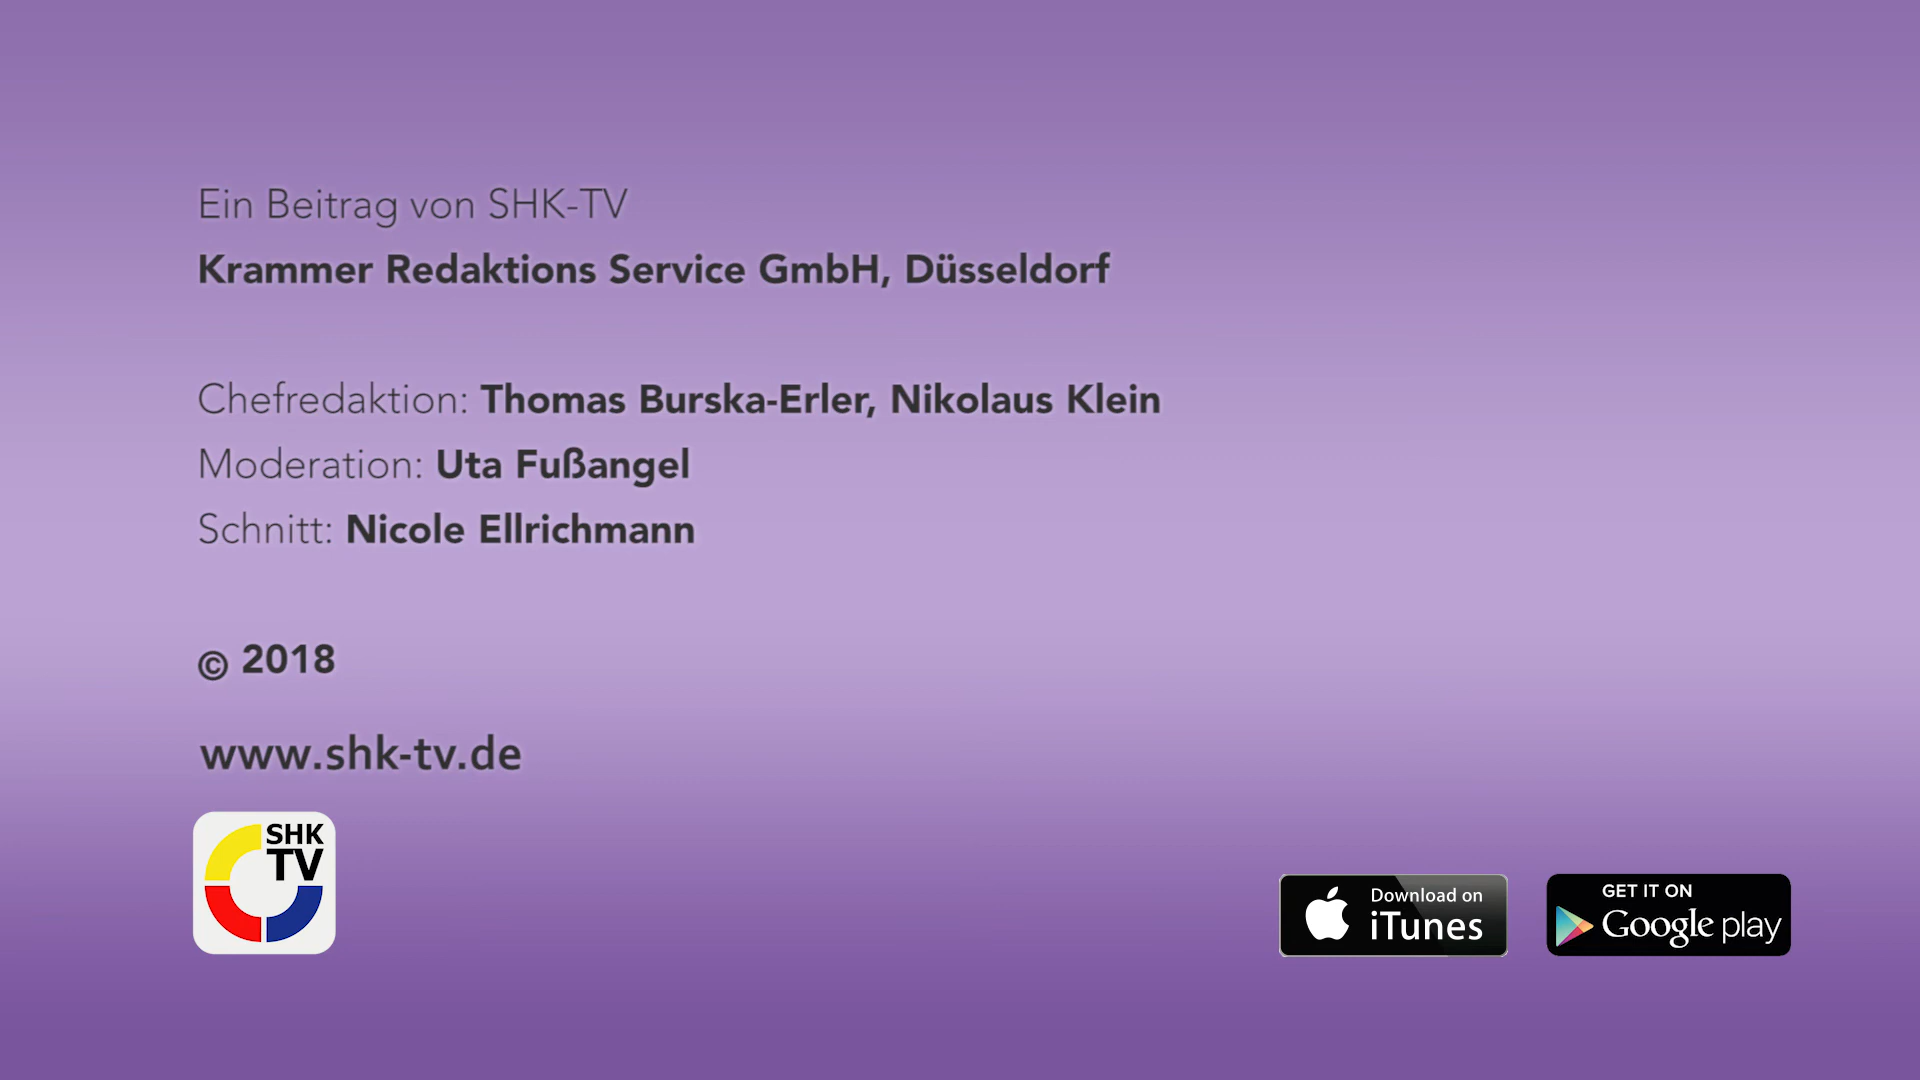 Ein Beitrag von SHK-TV
Krammer Redaktions Service GmbH, Düsseldorf
Chefredaktion: Thomas Burska-Erler, Nikolaus Klein
Moderation: Uta Fußangel
Schnitt: Nicole Ellrichmann
© 2018
www.shk-tv.de
SHK
TV
Download on
iTunes
GET IT ON
Google play